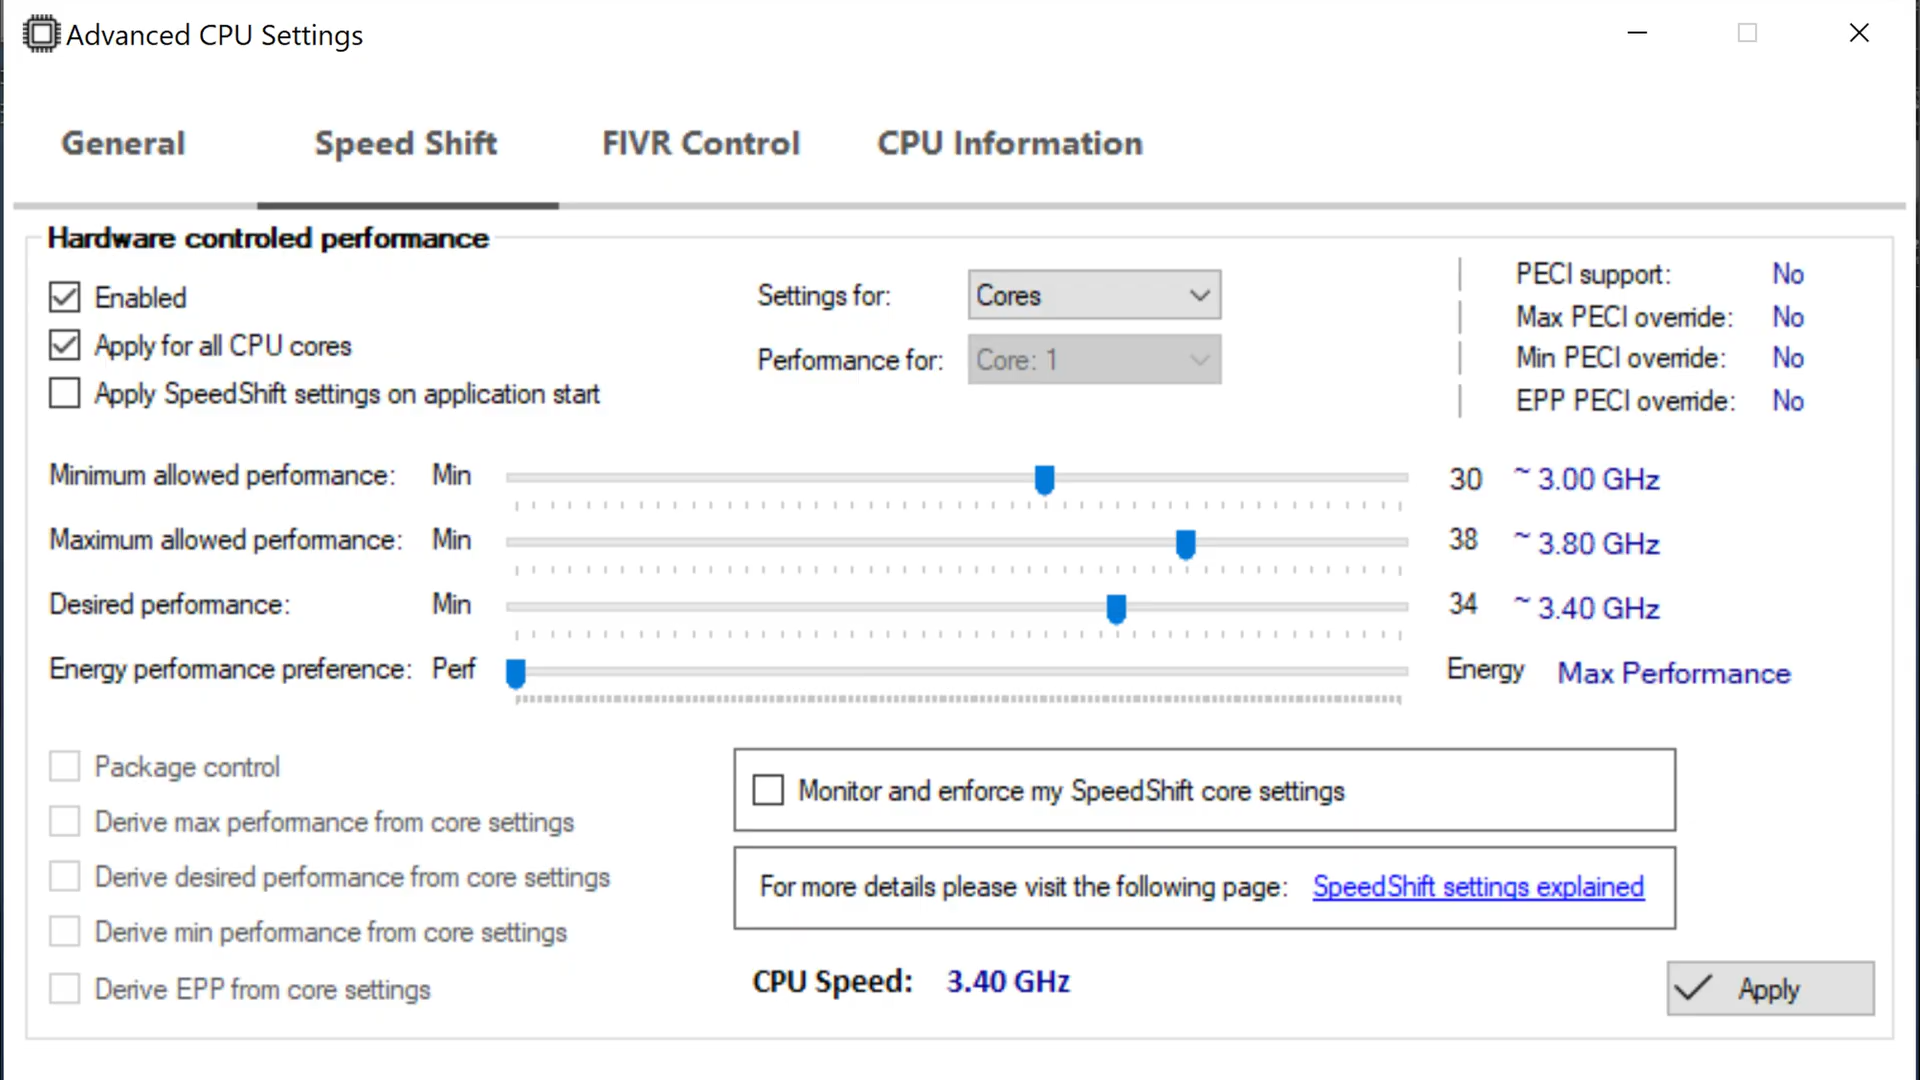 Advanced CPU Settings
General Speed Shift FIVR Control CPU Information
Hardware controled performance
Enabled
Apply for all CPU cores
Apply SpeedShift settings on application start
Settings for: Cores
Performance for: Core: 1
PECI support: No
Max PECI override: No
Min PECI override: No
EPP PECI override: No
Minimum allowed performance: Min 30 ~ 3.00 GHz
Maximum allowed performance: Min 38 ~ 3.80 GHz
Desired performance: Min 34 ~ 3.40 GHz
Energy performance preference: Perf Energy Max Performance
Package control
Derive max performance from core settings
Derive desired performance from core settings
Derive min performance from core settings
Derive EPP from core settings
Monitor and enforce my SpeedShift core settings
For more details please visit the following page: SpeedShift settings explained
CPU Speed: 3.40 GHz
Apply